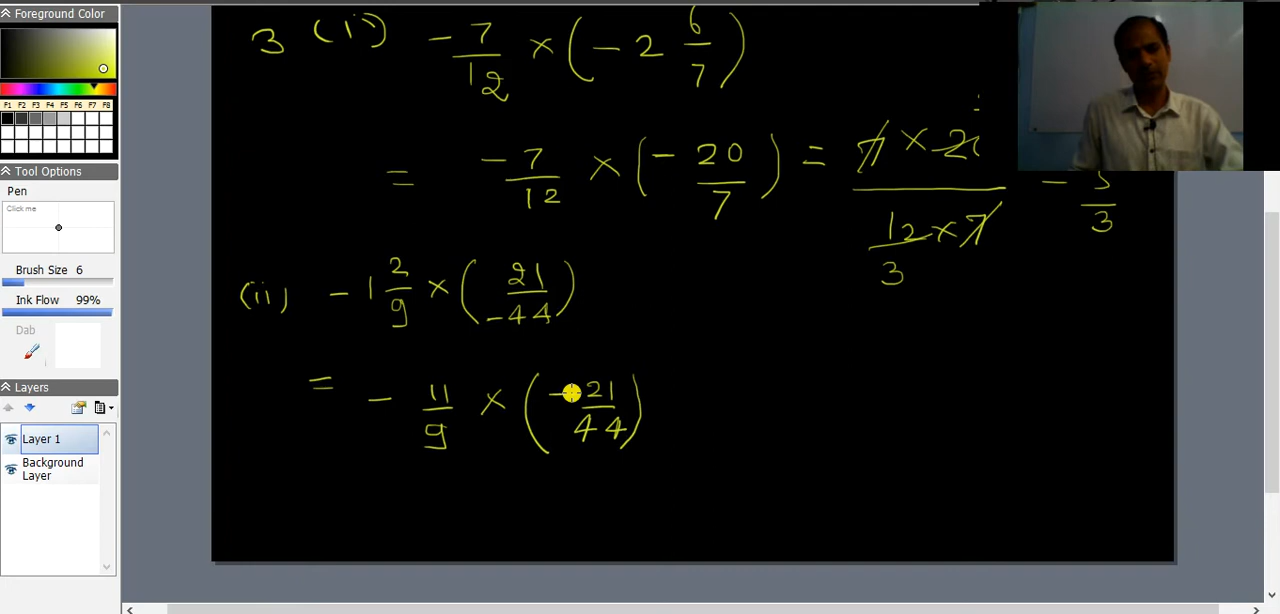 Foreground Color
F1 F2 F3 F4 F5 F6 F7 F8
Tool Options
Pen
Click me
Brush Size 6
Ink Flow 99%
Dab
Layers
Layer 1
Background Layer
3 (i) - 7/12 × (- 2 6/7)
= - 7/12 × (- 20/7) = 7 × / 12 × 7
3
3
(ii) - 1 2/9 × (21/-44)
= - 11/9 × (- 21/44)